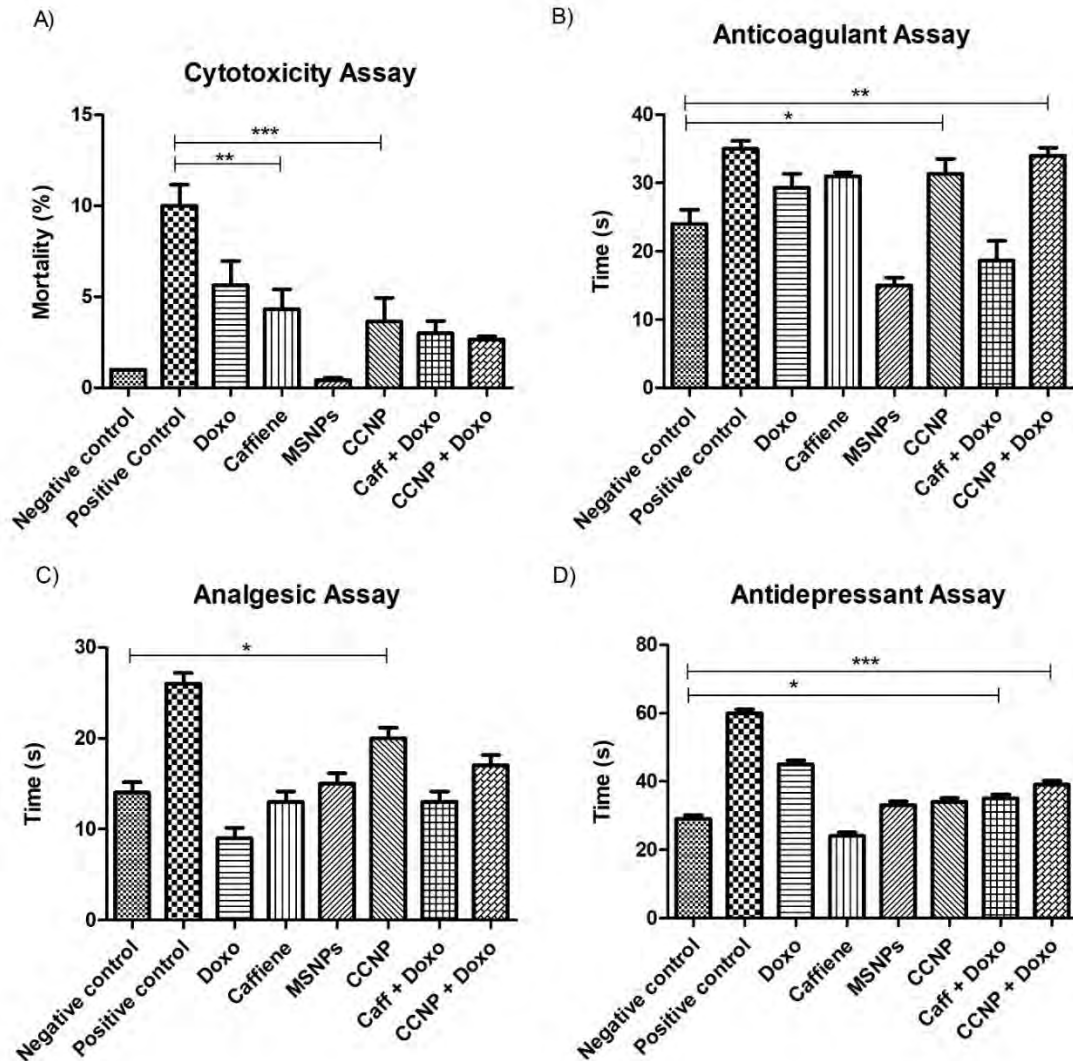 A)
Cytotoxicity Assay
Mortality (%)
15
10
5
0
***
**
Negative control
Positive Control
Doxo
Caffiene
MSNPs
CCNP
Caff + Doxo
CCNP + Doxo
B)
Anticoagulant Assay
Time (s)
40
30
20
10
0
**
*
Negative control
Positive control
Doxo
Caffiene
MSNPs
CCNP
Caff + Doxo
CCNP + Doxo
C)
Analgesic Assay
Time (s)
30
20
10
0
*
Negative control
Positive control
Doxo
Caffiene
MSNPs
CCNP
Caff + Doxo
CCNP + Doxo
D)
Antidepressant Assay
Time (s)
80
60
40
20
0
***
*
Negative control
Positive control
Doxo
Caffiene
MSNPs
CCNP
Caff + Doxo
CCNP + Doxo